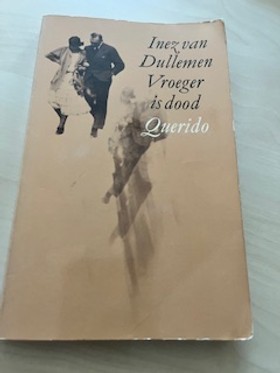 Inez van
Dullemen
Vroeger
is dood
Querido